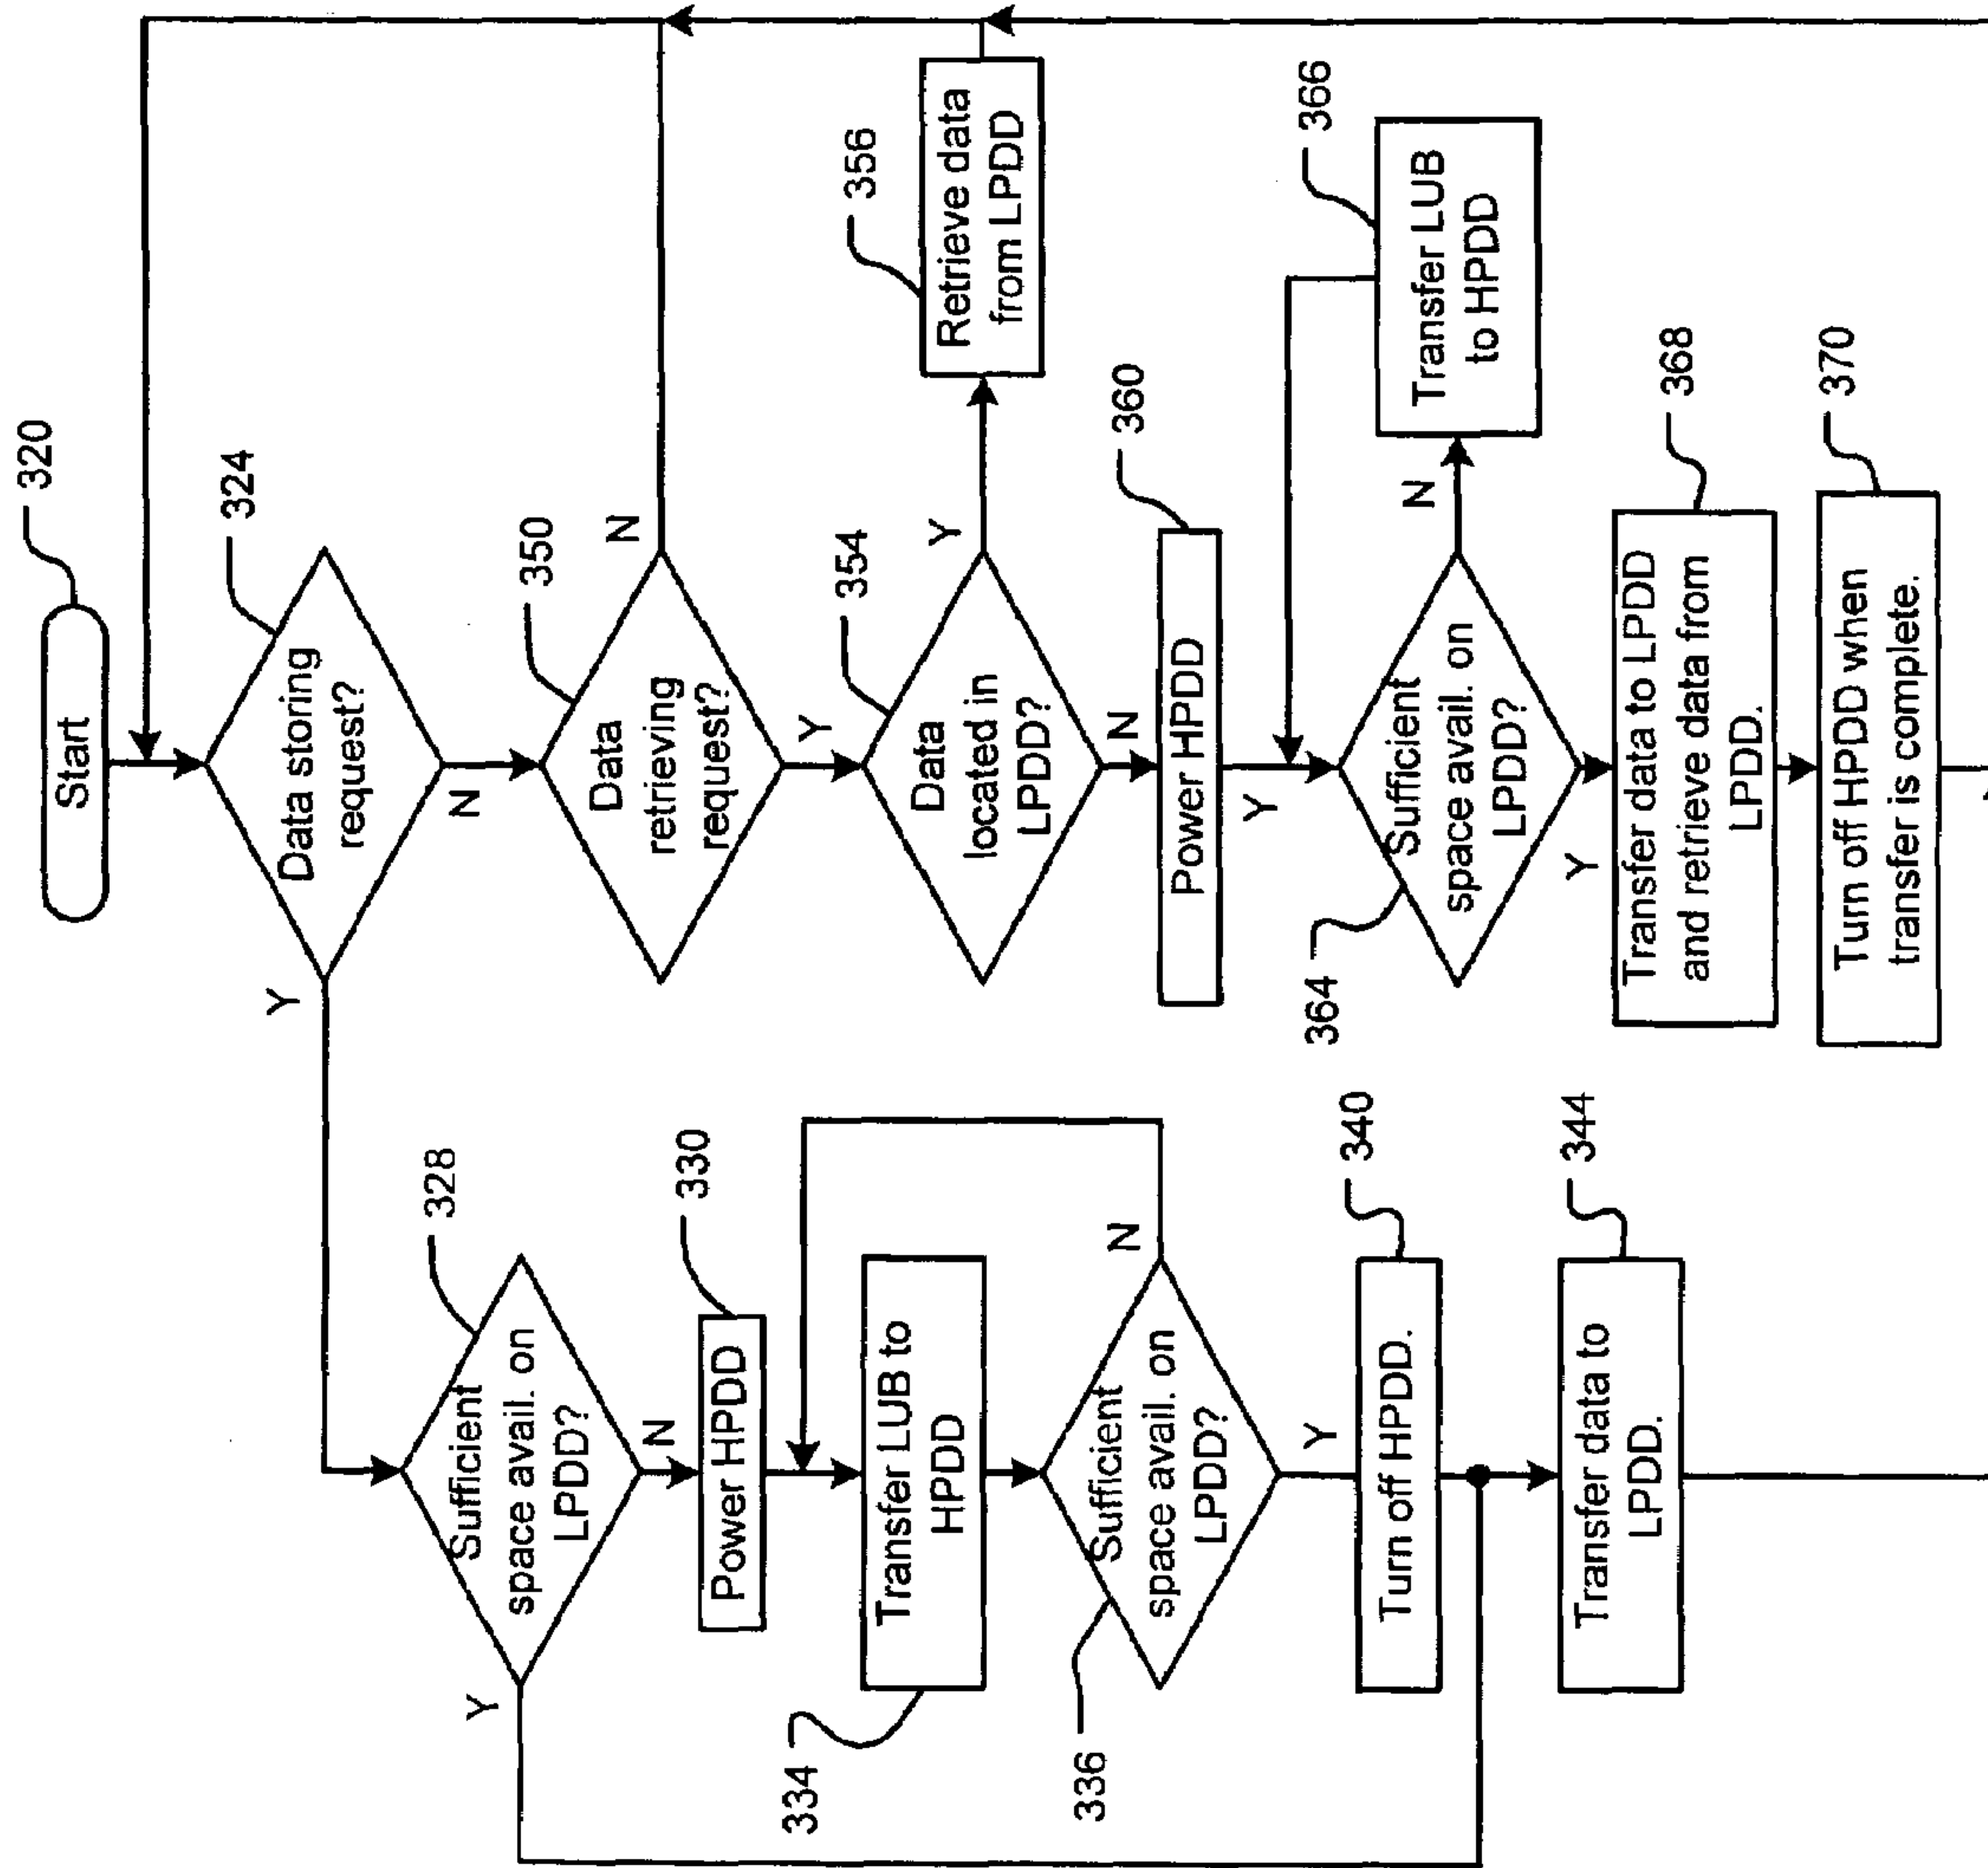 320
Start
324
Data storing
request?
Y
N
328
Sufficient
space avail. on
LPDD?
Y
N
330
Power HPDD
334
Transfer LUB to
HPDD
336
Sufficient
space avail. on
LPDD?
N
Y
340
Turn off HPDD.
344
Transfer data to
LPDD.
350
Data
retrieving
request?
N
Y
354
Data
located in
LPDD?
Y
N
356
Retrieve data
from LPDD
360
Power HPDD
Y
364
Sufficient
space avail. on
LPDD?
N
Y
366
Transfer LUB
to HPDD
368
Transfer data to LPDD
and retrieve data from
LPDD.
370
Turn off HPDD when
transfer is complete.